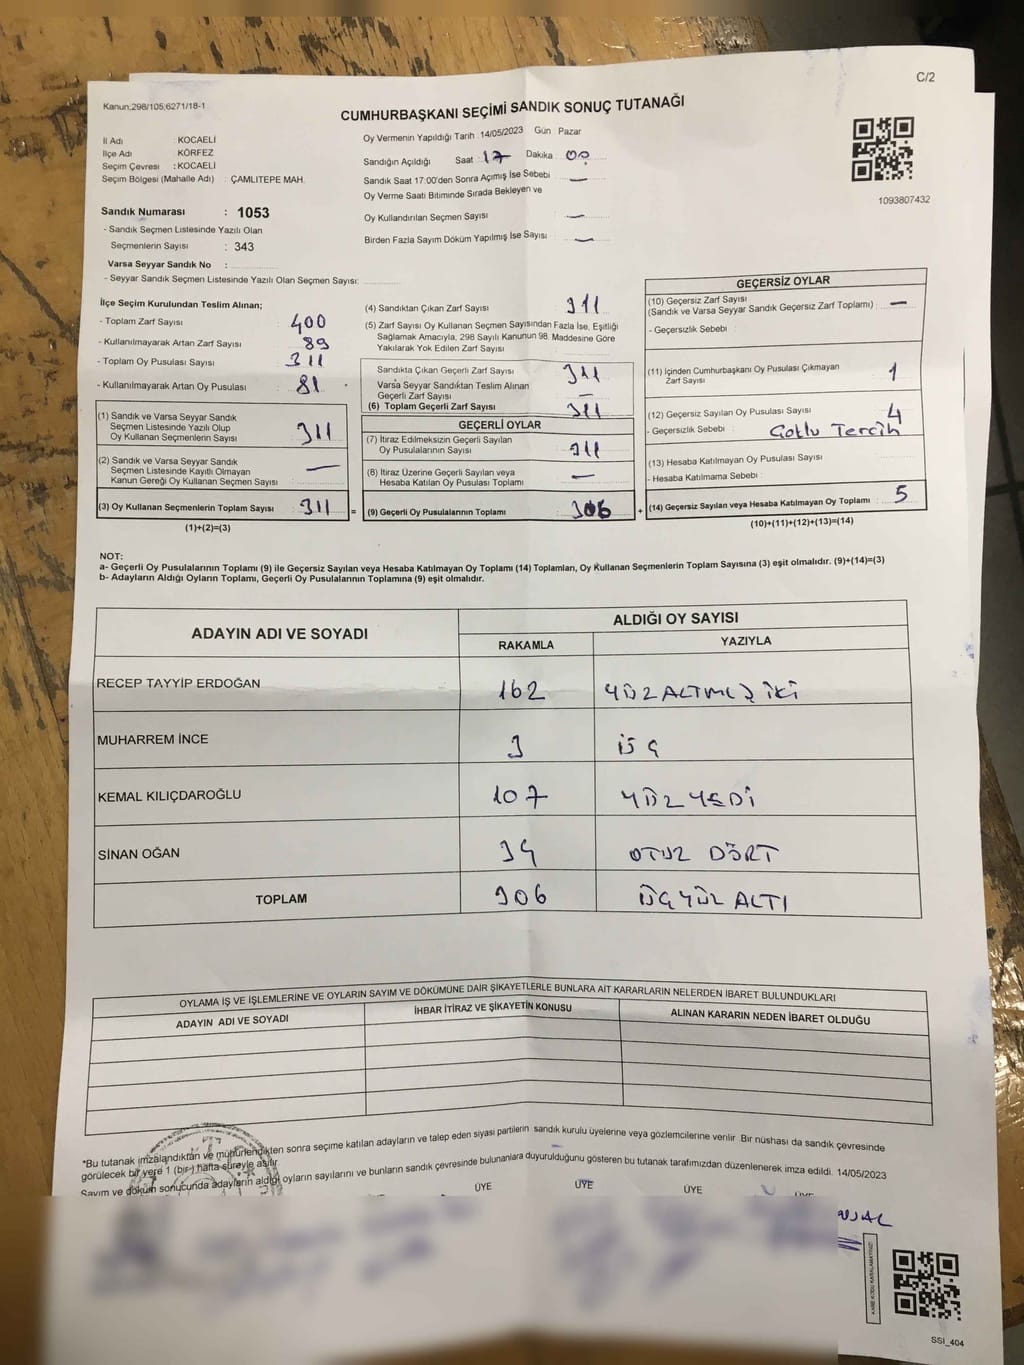 C/2
Kanun:298/105;6271/18-1
CUMHURBAŞKANI SEÇİMİ SANDIK SONUÇ TUTANAĞI
İl Adı : KOCAELİ
İlçe Adı : KÖRFEZ
Seçim Çevresi : KOCAELİ
Seçim Bölgesi (Mahalle Adı) : ÇAMLITEPE MAH.
Sandık Numarası : 1053
- Sandık Seçmen Listesinde Yazılı Olan
Seçmenlerin Sayısı : 343
Varsa Seyyar Sandık No :
- Seyyar Sandık Seçmen Listesinde Yazılı Olan Seçmen Sayısı:
Oy Vermenin Yapıldığı Tarih :14/05/2023 Gün Pazar
Sandığın Açıldığı Saat : 17 Dakika : 00
Sandık Saat 17:00'den Sonra Açımış İse Sebebi —
Oy Verme Saati Bitiminde Sırada Bekleyen ve
Oy Kullandırılan Seçmen Sayısı —
Birden Fazla Sayım Döküm Yapılmış İse Sayısı —
1093807432
İlçe Seçim Kurulundan Teslim Alınan;
- Toplam Zarf Sayısı : 400
- Kullanılmayarak Artan Zarf Sayısı : 89
- Toplam Oy Pusulası Sayısı : 311
- Kullanılmayarak Artan Oy Pusulası : 81
(1) Sandık ve Varsa Seyyar Sandık
Seçmen Listesinde Yazılı Olup
Oy Kullanan Seçmenlerin Sayısı : 311
(2) Sandık ve Varsa Seyyar Sandık
Seçmen Listesinde Kayıtlı Olmayan
Kanun Gereği Oy Kullanan Seçmen Sayısı : —
(3) Oy Kullanan Seçmenlerin Toplam Sayısı : 311 =
(1)+(2)=(3)
(4) Sandıktan Çıkan Zarf Sayısı : 311
(5) Zarf Sayısı Oy Kullanan Seçmen Sayısından Fazla İse, Eşitliği
Sağlamak Amacıyla, 298 Sayılı Kanunun 98. Maddesine Göre
Yakılarak Yok Edilen Zarf Sayısı :
Sandıkta Çıkan Geçerli Zarf Sayısı : 311
Varsa Seyyar Sandıktan Teslim Alınan
Geçerli Zarf Sayısı : —
(6) Toplam Geçerli Zarf Sayısı : 311
GEÇERLİ OYLAR
(7) İtiraz Edilmeksizin Geçerli Sayılan
Oy Pusulalarının Sayısı : 311
(8) İtiraz Üzerine Geçerli Sayılan veya
Hesaba Katılan Oy Pusulası Toplamı : —
(9) Geçerli Oy Pusulalarının Toplamı : 306 +
GEÇERSİZ OYLAR
(10) Geçersiz Zarf Sayısı
(Sandık ve Varsa Seyyar Sandık Geçersiz Zarf Toplamı) : —
- Geçersizlik Sebebi :
(11) İçinden Cumhurbaşkanı Oy Pusulası Çıkmayan
Zarf Sayısı : 1
(12) Geçersiz Sayılan Oy Pusulası Sayısı : 4
- Geçersizlik Sebebi : Çoklu Tercih
(13) Hesaba Katılmayan Oy Pusulası Sayısı :
- Hesaba Katılmama Sebebi :
(14) Geçersiz Sayılan veya Hesaba Katılmayan Oy Toplamı : 5
(10)+(11)+(12)+(13)=(14)
NOT:
a- Geçerli Oy Pusulalarının Toplamı (9) ile Geçersiz Sayılan veya Hesaba Katılmayan Oy Toplamı (14) Toplamları, Oy Kullanan Seçmenlerin Toplam Sayısına (3) eşit olmalıdır. (9)+(14)=(3)
b- Adayların Aldığı Oyların Toplamı, Geçerli Oy Pusulalarının Toplamına (9) eşit olmalıdır.
ADAYIN ADI VE SOYADI ALDIĞI OY SAYISI
RAKAMLA YAZIYLA
RECEP TAYYİP ERDOĞAN 162 YÜZ ALTMIŞ İKİ
MUHARREM İNCE 3 ÜÇ
KEMAL KILIÇDAROĞLU 107 YÜZ YEDİ
SİNAN OĞAN 34 OTUZ DÖRT
TOPLAM 306 ÜÇ YÜZ ALTI
OYLAMA İŞ VE İŞLEMLERİNE VE OYLARIN SAYIM VE DÖKÜMÜNE DAİR ŞİKAYETLERLE BUNLARA AİT KARARLARIN NELERDEN İBARET BULUNDUKLARI
ADAYIN ADI VE SOYADI İHBAR İTİRAZ VE ŞİKAYETİN KONUSU ALINAN KARARIN NEDEN İBARET OLDUĞU
*Bu tutanak imzalandıktan ve mühürlendikten sonra seçime katılan adayların ve talep eden siyasi partilerin sandık kurulu üyelerine veya gözlemcilerine verilir. Bir nüshası da sandık çevresinde
görülecek bir yere 1 (bir-) hafta süreyle asılır.
Sayım ve döküm sonucunda adayların aldığı oyların sayılarını ve bunların sandık çevresinde bulunanlara duyurulduğunu gösteren bu tutanak tarafımızdan düzenlenerek imza edildi. 14/05/2023
ÜYE ÜYE ÜYE
SSİ_404